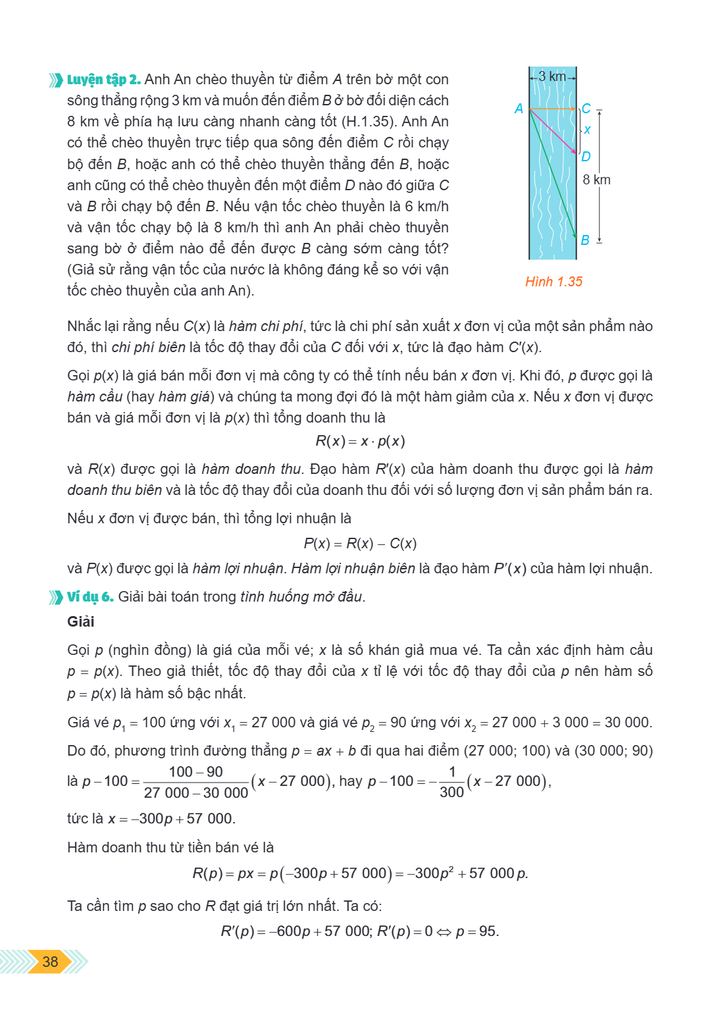 Luyện tập 2. Anh An chèo thuyền từ điểm A trên bờ một con
sông thẳng rộng 3 km và muốn đến điểm B ở bờ đối diện cách
8 km về phía hạ lưu càng nhanh càng tốt (H.1.35). Anh An
có thể chèo thuyền trực tiếp qua sông đến điểm C rồi chạy
bộ đến B, hoặc anh có thể chèo thuyền thẳng đến B, hoặc
anh cũng có thể chèo thuyền đến một điểm D nào đó giữa C
và B rồi chạy bộ đến B. Nếu vận tốc chèo thuyền là 6 km/h
và vận tốc chạy bộ là 8 km/h thì anh An phải chèo thuyền
sang bờ ở điểm nào để đến được B càng sớm càng tốt?
(Giả sử rằng vận tốc của nước là không đáng kể so với vận
tốc chèo thuyền của anh An).
3 km
A
C
x
D
8 km
B
Hình 1.35
Nhắc lại rằng nếu C(x) là hàm chi phí, tức là chi phí sản xuất x đơn vị của một sản phẩm nào
đó, thì chi phí biên là tốc độ thay đổi của C đối với x, tức là đạo hàm C′(x).
Gọi p(x) là giá bán mỗi đơn vị mà công ty có thể tính nếu bán x đơn vị. Khi đó, p được gọi là
hàm cầu (hay hàm giá) và chúng ta mong đợi đó là một hàm giảm của x. Nếu x đơn vị được
bán và giá mỗi đơn vị là p(x) thì tổng doanh thu là
R(x) = x · p(x)
và R(x) được gọi là hàm doanh thu. Đạo hàm R′(x) của hàm doanh thu được gọi là hàm
doanh thu biên và là tốc độ thay đổi của doanh thu đối với số lượng đơn vị sản phẩm bán ra.
Nếu x đơn vị được bán, thì tổng lợi nhuận là
P(x) = R(x) – C(x)
và P(x) được gọi là hàm lợi nhuận. Hàm lợi nhuận biên là đạo hàm P′(x) của hàm lợi nhuận.
Ví dụ 6. Giải bài toán trong tình huống mở đầu.
Giải
Gọi p (nghìn đồng) là giá của mỗi vé; x là số khán giả mua vé. Ta cần xác định hàm cầu
p = p(x). Theo giả thiết, tốc độ thay đổi của x tỉ lệ với tốc độ thay đổi của p nên hàm số
p = p(x) là hàm số bậc nhất.
Giá vé p₁ = 100 ứng với x₁ = 27 000 và giá vé p₂ = 90 ứng với x₂ = 27 000 + 3 000 = 30 000.
Do đó, phương trình đường thẳng p = ax + b đi qua hai điểm (27 000; 100) và (30 000; 90)
là p – 100 = (100 – 90)/(27 000 – 30 000) (x – 27 000), hay p – 100 = – 1/300 (x – 27 000),
tức là x = –300p + 57 000.
Hàm doanh thu từ tiền bán vé là
R(p) = px = p(–300p + 57 000) = –300p² + 57 000p.
Ta cần tìm p sao cho R đạt giá trị lớn nhất. Ta có:
R′(p) = –600p + 57 000; R′(p) = 0 ⇔ p = 95.
38